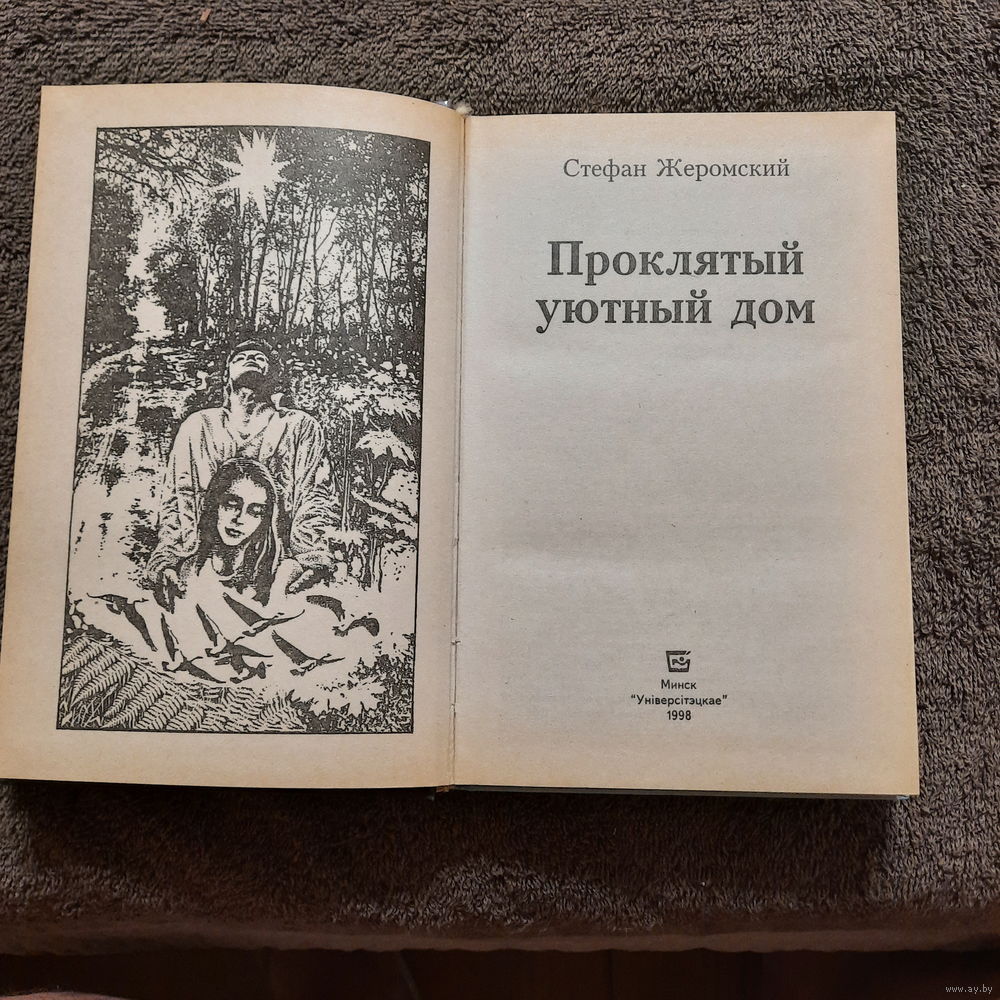 Стефан Жеромский
Проклятый
уютный дом
Минск
"Універсітэцкае"
1998
www.ay.by